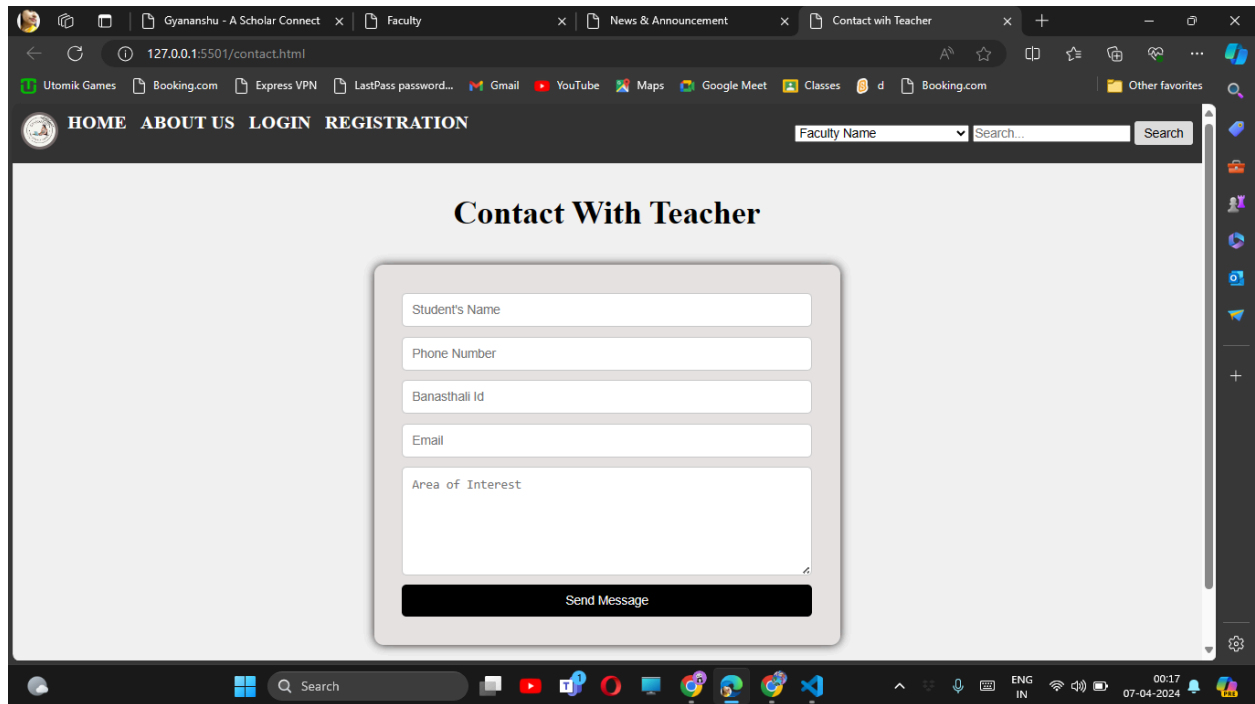 Gyananshu - A Scholar Connect Faculty News & Announcement Contact wih Teacher
127.0.0.1:5501/contact.html
Utomik Games Booking.com Express VPN LastPass password... Gmail YouTube Maps Google Meet Classes d Booking.com Other favorites
HOME ABOUT US LOGIN REGISTRATION
Faculty Name Search... Search
Contact With Teacher
Student's Name
Phone Number
Banasthali Id
Email
Area of Interest
Send Message
Search
ENG
IN
00:17
07-04-2024